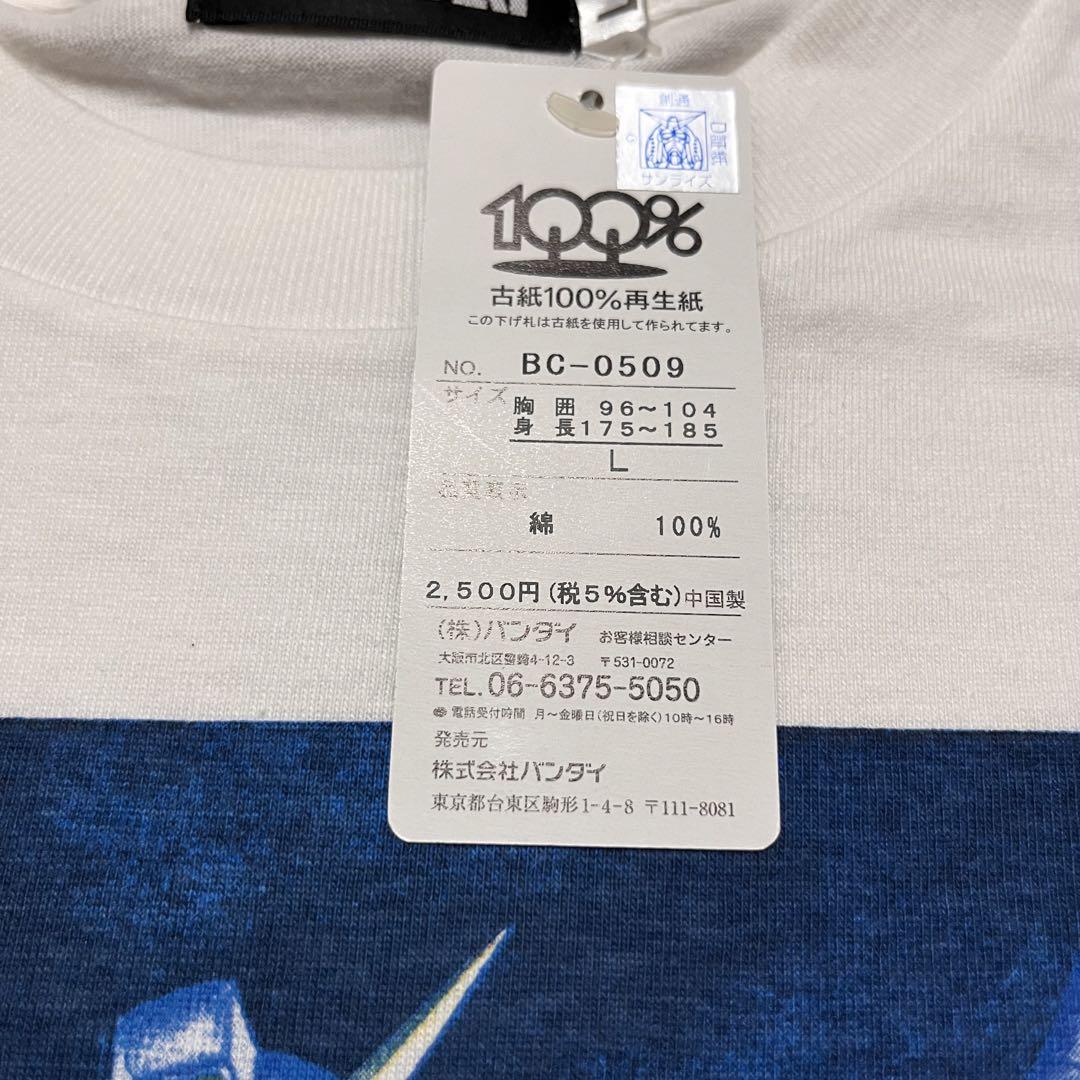 創通
サンライズ
100%
古紙100%再生紙
この下げ札は古紙を使用して作られてます。
NO. BC-0509
サイズ
胸 囲 96〜104
身 長175〜185
L
品質表示
綿 100%
2,500円(税5%含む)中国製
(株)バンダイ お客様相談センター
大阪市北区豊崎4-12-3 〒531-0072
TEL. 06-6375-5050
電話受付時間 月〜金曜日(祝日を除く)10時〜16時
発売元
株式会社バンダイ
東京都台東区駒形1-4-8 〒111-8081